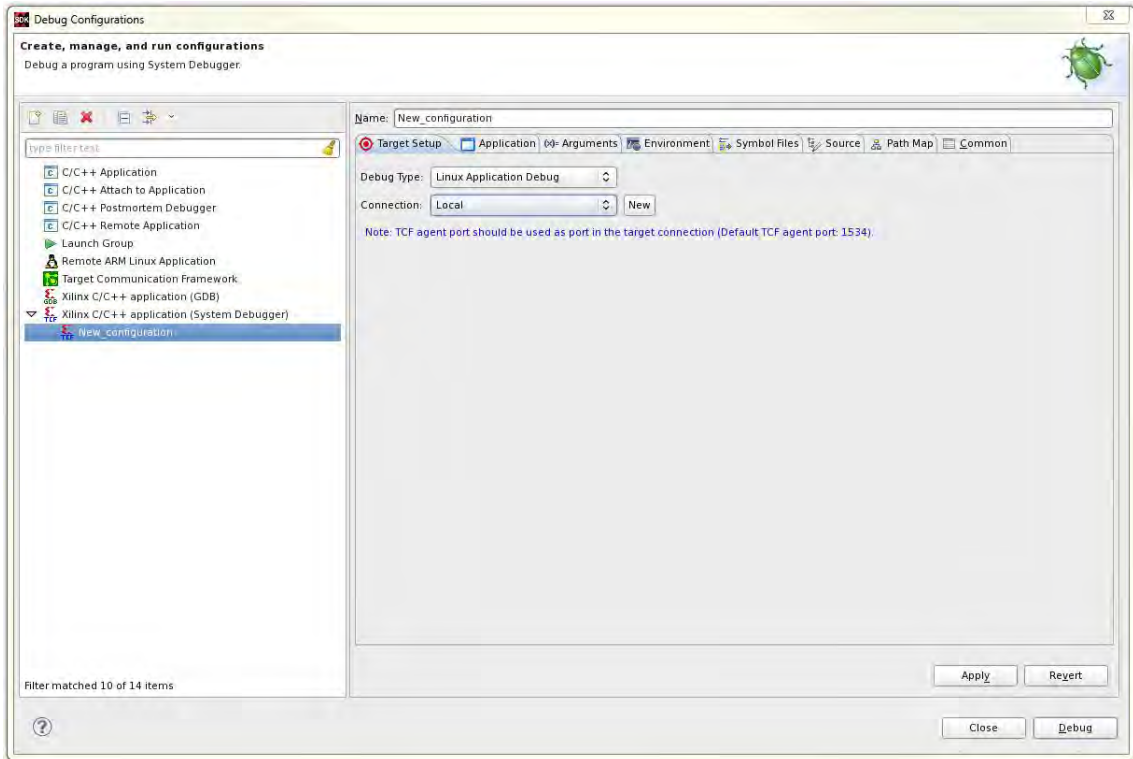 SDK Debug Configurations
Create, manage, and run configurations
Debug a program using System Debugger.
Name: New_configuration
type filter text
Target Setup Application (x)= Arguments Environment Symbol Files Source Path Map Common
C/C++ Application
C/C++ Attach to Application
C/C++ Postmortem Debugger
C/C++ Remote Application
Launch Group
Remote ARM Linux Application
Target Communication Framework
Xilinx C/C++ application (GDB)
Xilinx C/C++ application (System Debugger)
New_configuration
Debug Type: Linux Application Debug
Connection: Local New
Note: TCF agent port should be used as port in the target connection (Default TCF agent port: 1534).
Filter matched 10 of 14 items
Apply Revert
Close Debug